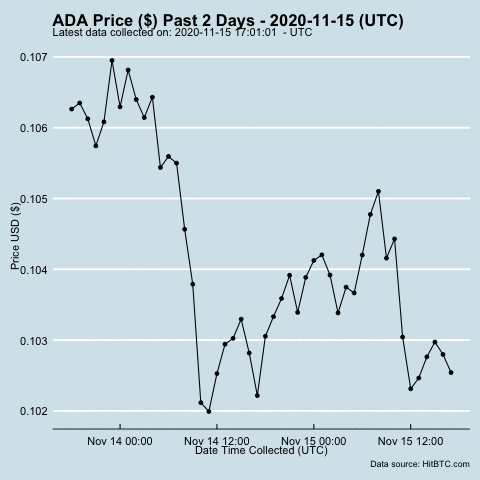 ADA Price ($) Past 2 Days - 2020-11-15 (UTC)
Latest data collected on: 2020-11-15 17:01:01 - UTC
0.107
0.106
0.105
0.104
0.103
0.102
Price USD ($)
Nov 14 00:00 Nov 14 12:00 Nov 15 00:00 Nov 15 12:00
Date Time Collected (UTC)
Data source: HitBTC.com